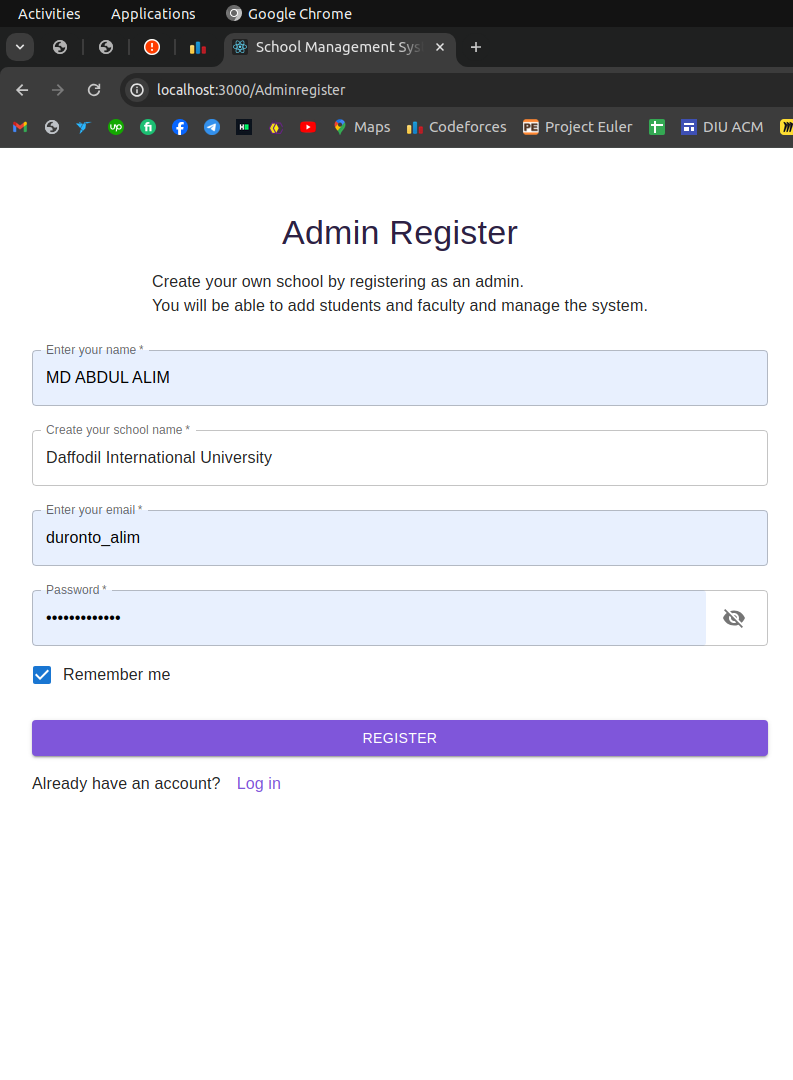 Activities Applications Google Chrome
School Management Sys
localhost:3000/Adminregister
up fi Maps Codeforces PE Project Euler DIU ACM
Admin Register
Create your own school by registering as an admin.
You will be able to add students and faculty and manage the system.
Enter your name *
MD ABDUL ALIM
Create your school name *
Daffodil International University
Enter your email *
duronto_alim
Password *
•••••••••••••
Remember me
REGISTER
Already have an account? Log in